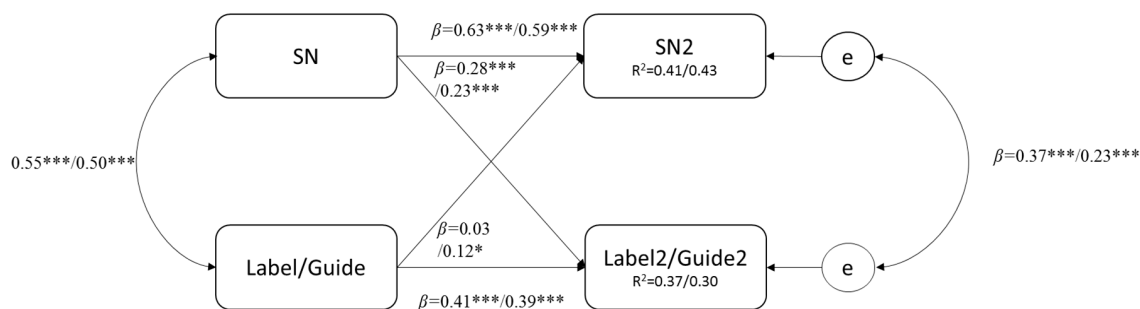 β=0.63***/0.59***
SN
SN2
R²=0.41/0.43
e
β=0.28***
/0.23***
0.55***/0.50***
β=0.37***/0.23***
β=0.03
/0.12*
Label/Guide
Label2/Guide2
R²=0.37/0.30
e
β=0.41***/0.39***